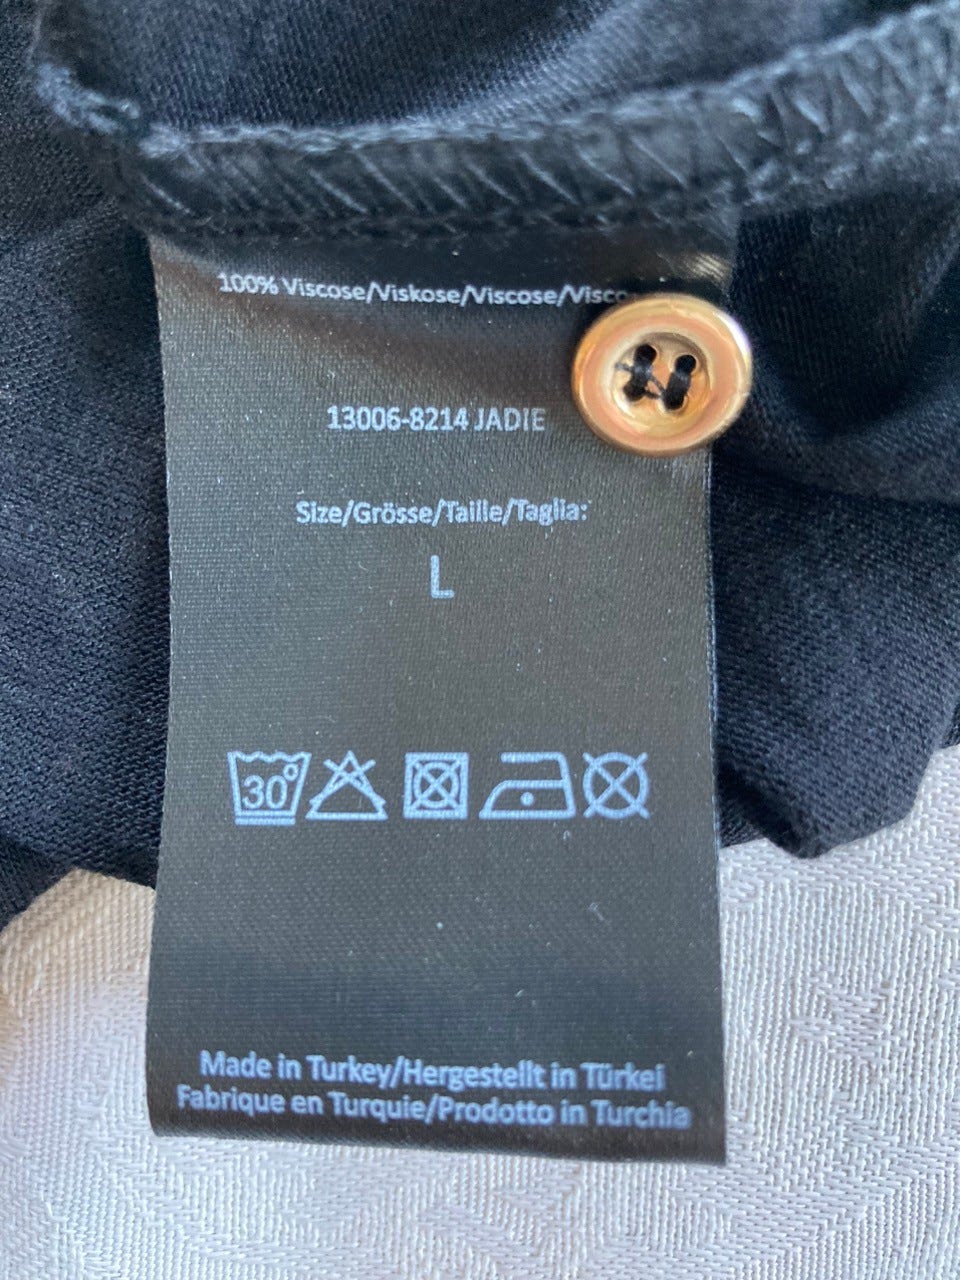 100% Viscose/Viskose/Viscose/
13006-8214 JADIE
Size/Grösse/Taille/Taglia:
L
30°
Made in Turkey/Hergestellt in Türkei
Fabrique en Turquie/Prodotto in Turchia